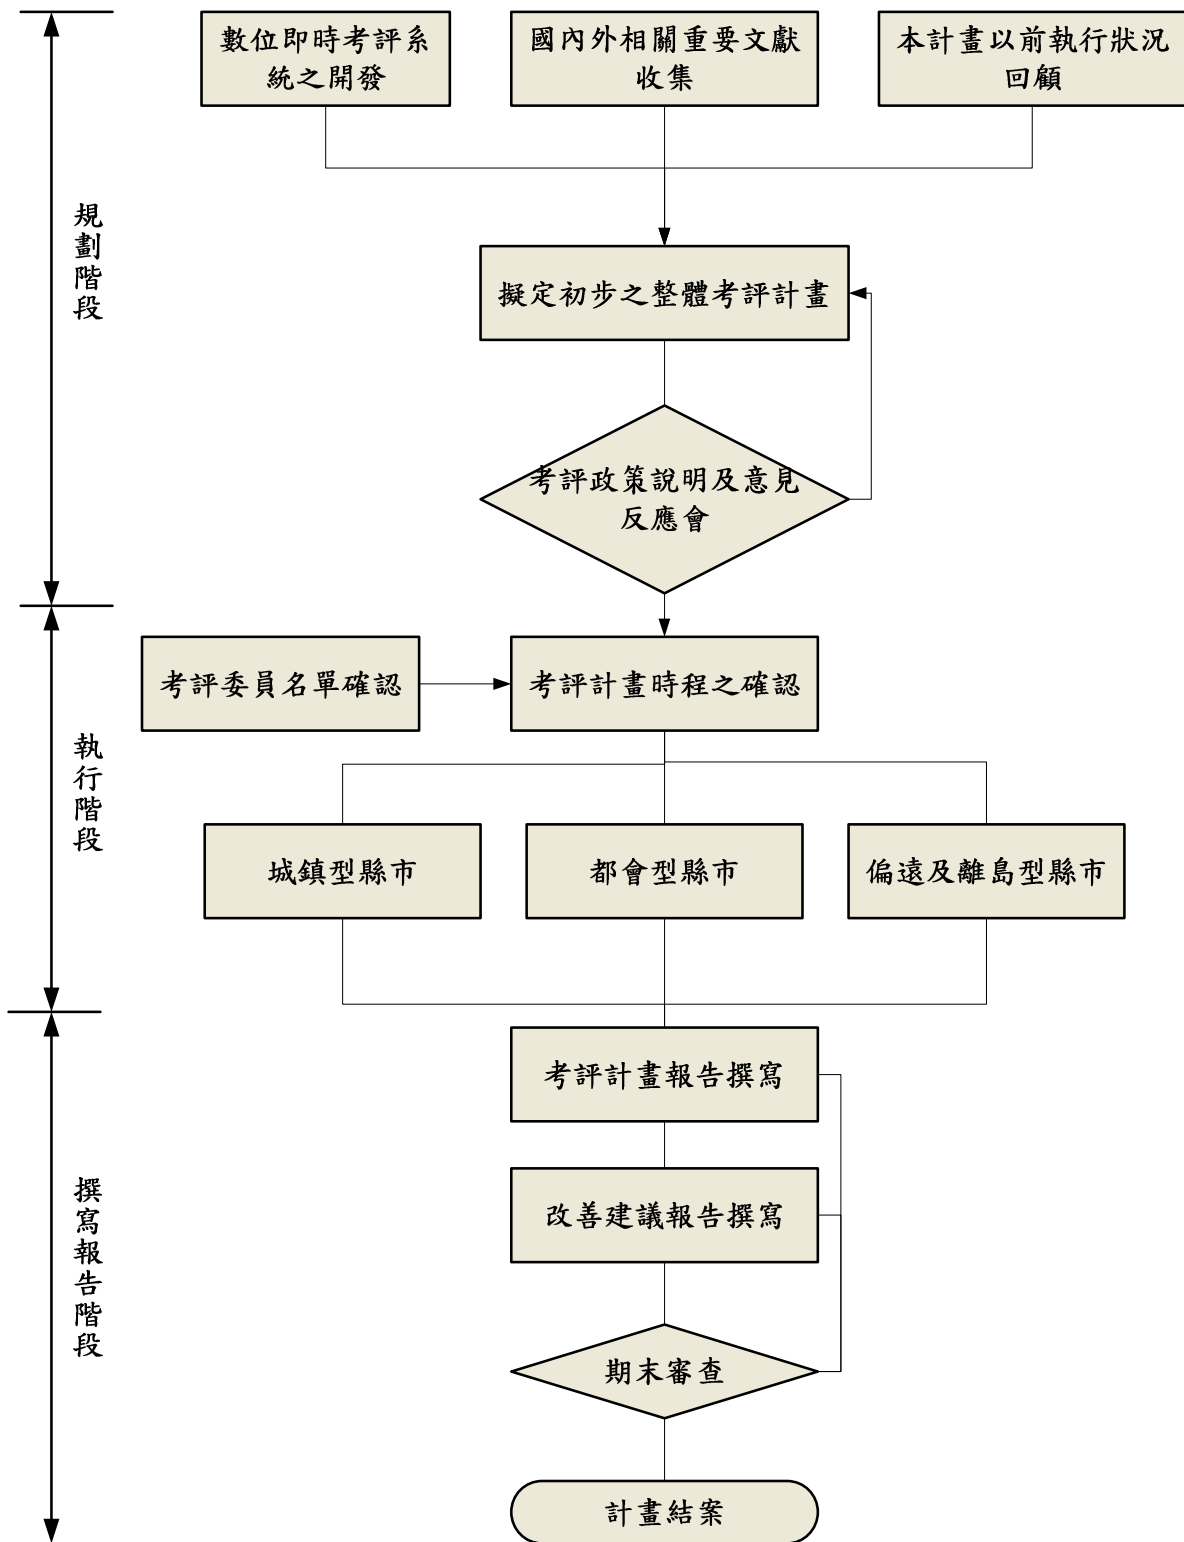 數位即時考評系
統之開發
國內外相關重要文獻
收集
本計畫以前執行狀況
回顧
規劃階段
擬定初步之整體考評計畫
考評政策說明及意見
反應會
考評委員名單確認
考評計畫時程之確認
執行階段
城鎮型縣市
都會型縣市
偏遠及離島型縣市
考評計畫報告撰寫
撰寫報告階段
改善建議報告撰寫
期末審查
計畫結案